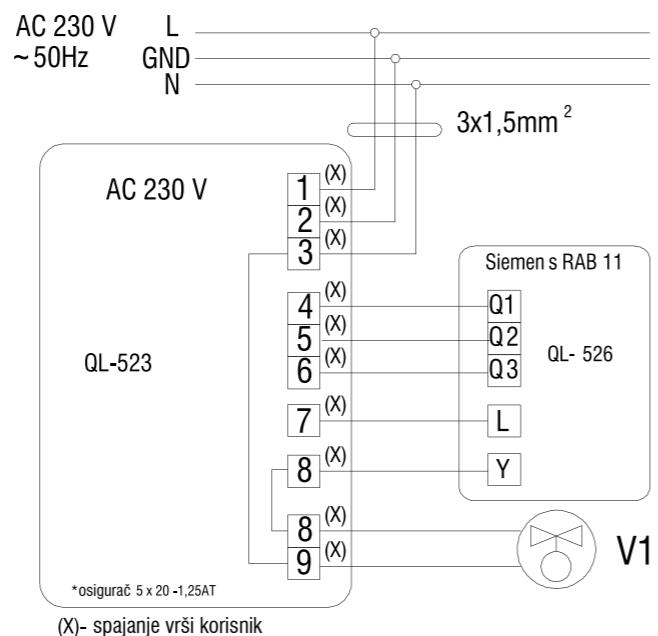 AC 230 V L
~ 50Hz GND
N
3x1,5mm 2
AC 230 V
1 (X)
2 (X)
3 (X)
Siemen s RAB 11
4 (X) Q1
5 (X) Q2
QL-523 6 (X) Q3 QL- 526
7 (X) L
8 (X) Y
8 (X)
9 (X) V1
*osigurač 5 x 20 -1,25AT
(X)- spajanje vrši korisnik